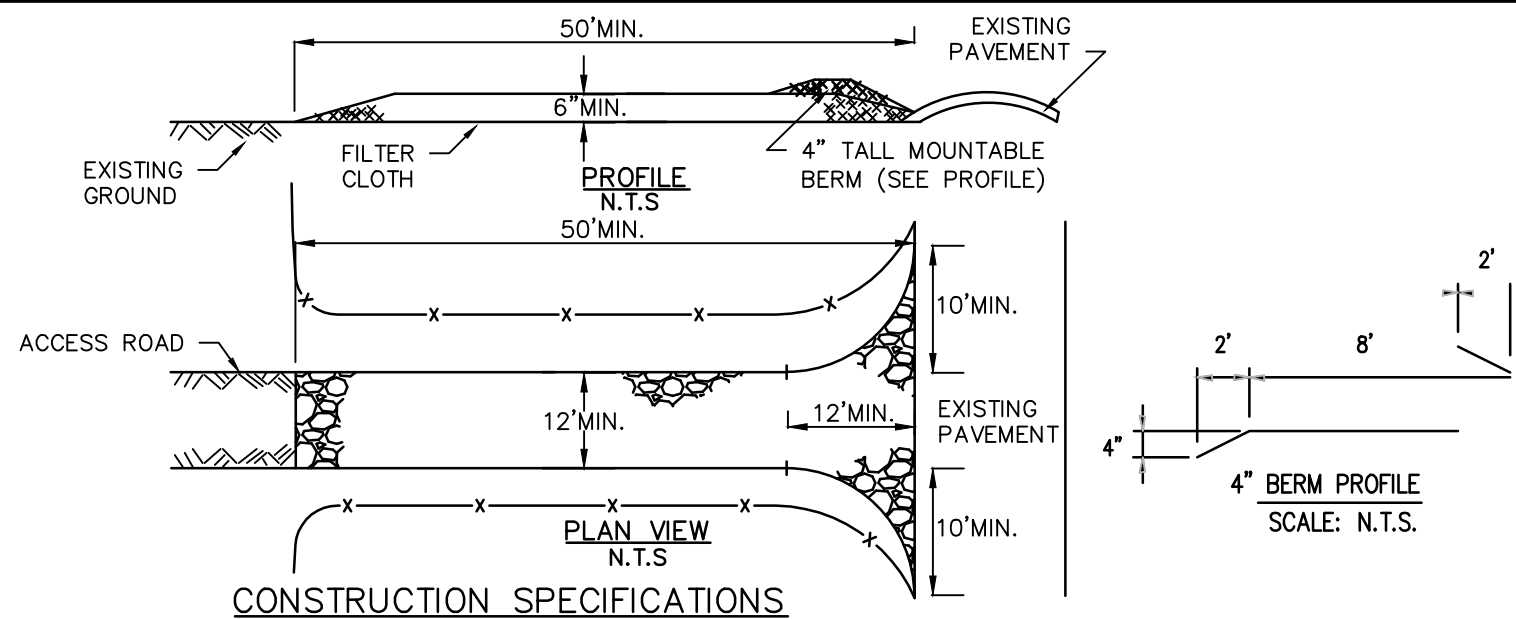 50'MIN.
EXISTING
PAVEMENT
6"MIN.
EXISTING
GROUND
FILTER
CLOTH
4" TALL MOUNTABLE
BERM (SEE PROFILE)
PROFILE
N.T.S
50'MIN.
10'MIN.
ACCESS ROAD
12'MIN.
12'MIN.
EXISTING
PAVEMENT
10'MIN.
X
X
X
X
X
X
X
X
X
X
PLAN VIEW
N.T.S
2'
2'
8'
4"
4" BERM PROFILE
SCALE: N.T.S.
CONSTRUCTION SPECIFICATIONS